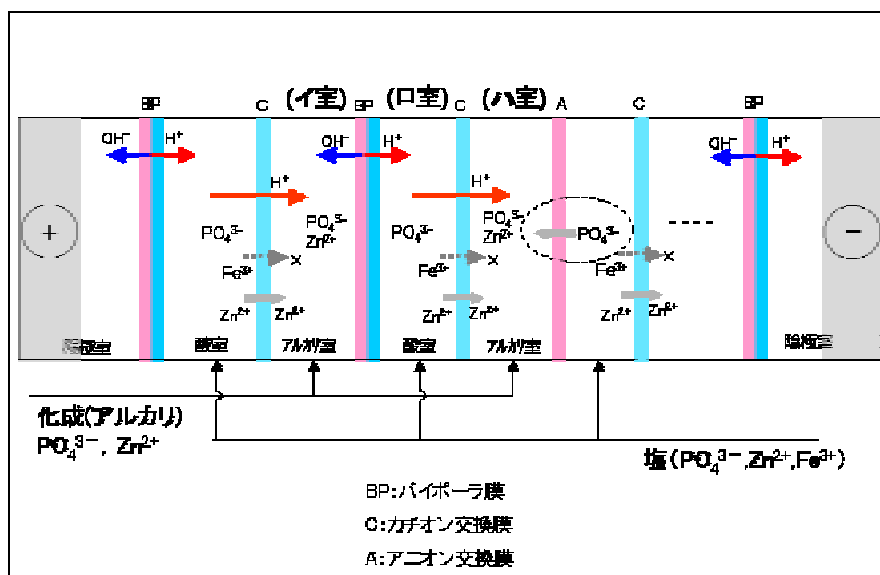 (イ室) (ロ室) (ハ室)
BP C BP C A C BP
OH⁻ H⁺ OH⁻ H⁺ OH⁻ H⁺
H⁺ H⁺
PO₄³⁻ PO₄³⁻ PO₄³⁻ PO₄³⁻ PO₄³⁻
Zn²⁺ Zn²⁺
+ −
Fe³⁺ × Fe³⁺ × Fe³⁺ ×
Zn²⁺ Zn²⁺ Zn²⁺ Zn²⁺ Zn²⁺ Zn²⁺
陽極室 酸室 アルカリ室 酸室 アルカリ室 陰極室
化成(アルカリ)
PO₄³⁻, Zn²⁺
塩(PO₄³⁻,Zn²⁺,Fe³⁺)
BP:バイポーラ膜
C:カチオン交換膜
A:アニオン交換膜